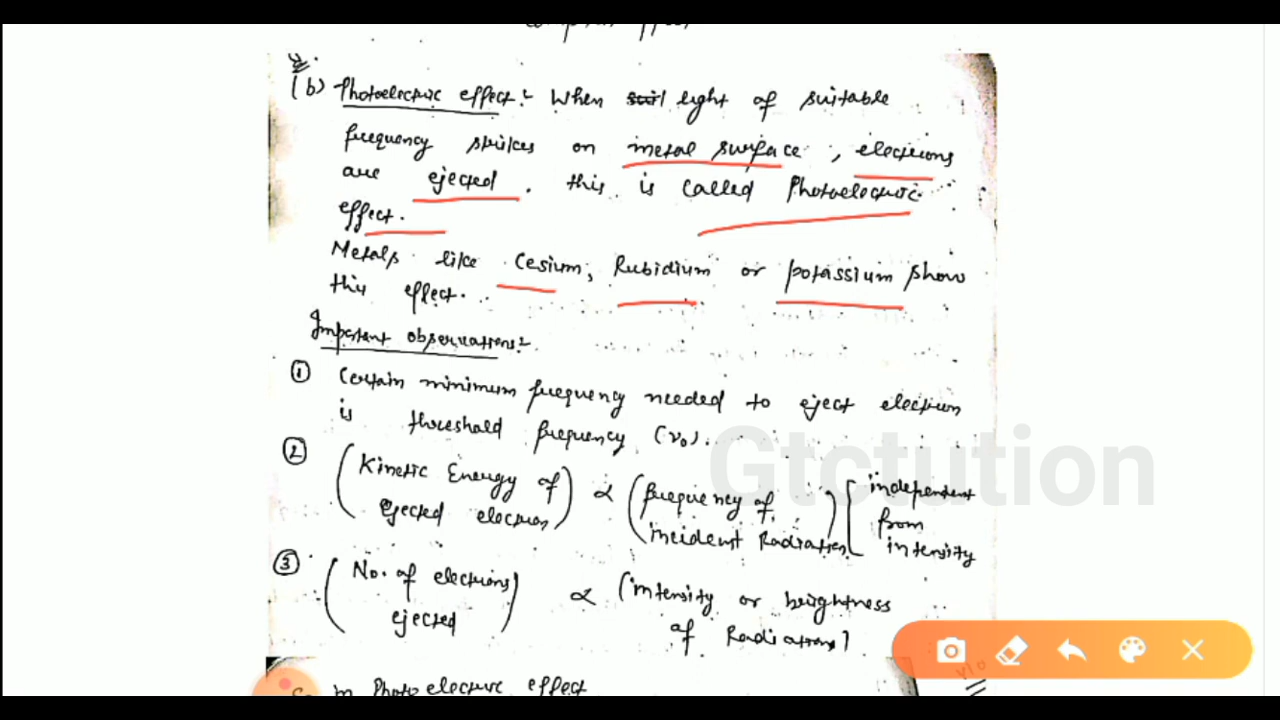 (b) Photoelectric effect: When light of suitable
frequency strikes on metal surface, electrons
are ejected. this is called Photoelectric
effect.
Metals like Cesium, Rubidium or potassium show
this effect.
Important observations:
① Certain minimum frequency needed to eject electron
is threshold frequency (ν₀).
② (Kinetic Energy of ejected electron) ∝ (frequency of incident Radiation) [independent from intensity
③ (No. of electrons ejected) ∝ (intensity or brightness of Radiations)
Gtctution
in Photoelectric effect